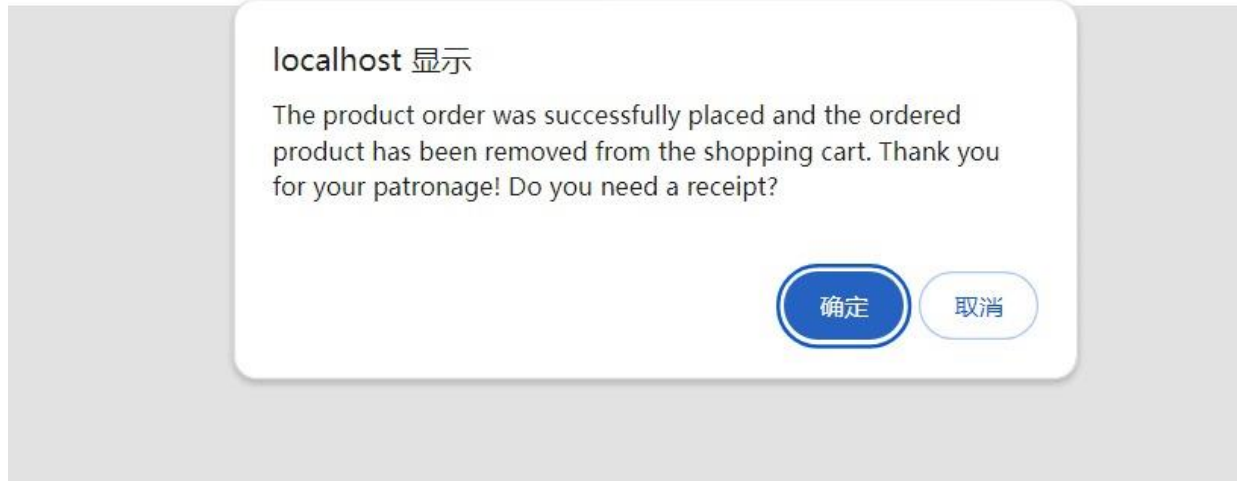 localhost 显示
The product order was successfully placed and the ordered
product has been removed from the shopping cart. Thank you
for your patronage! Do you need a receipt?
确定 取消